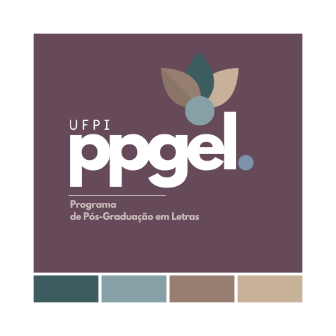 UFPI
ppgel.
Programa
de Pós-Graduação em Letras